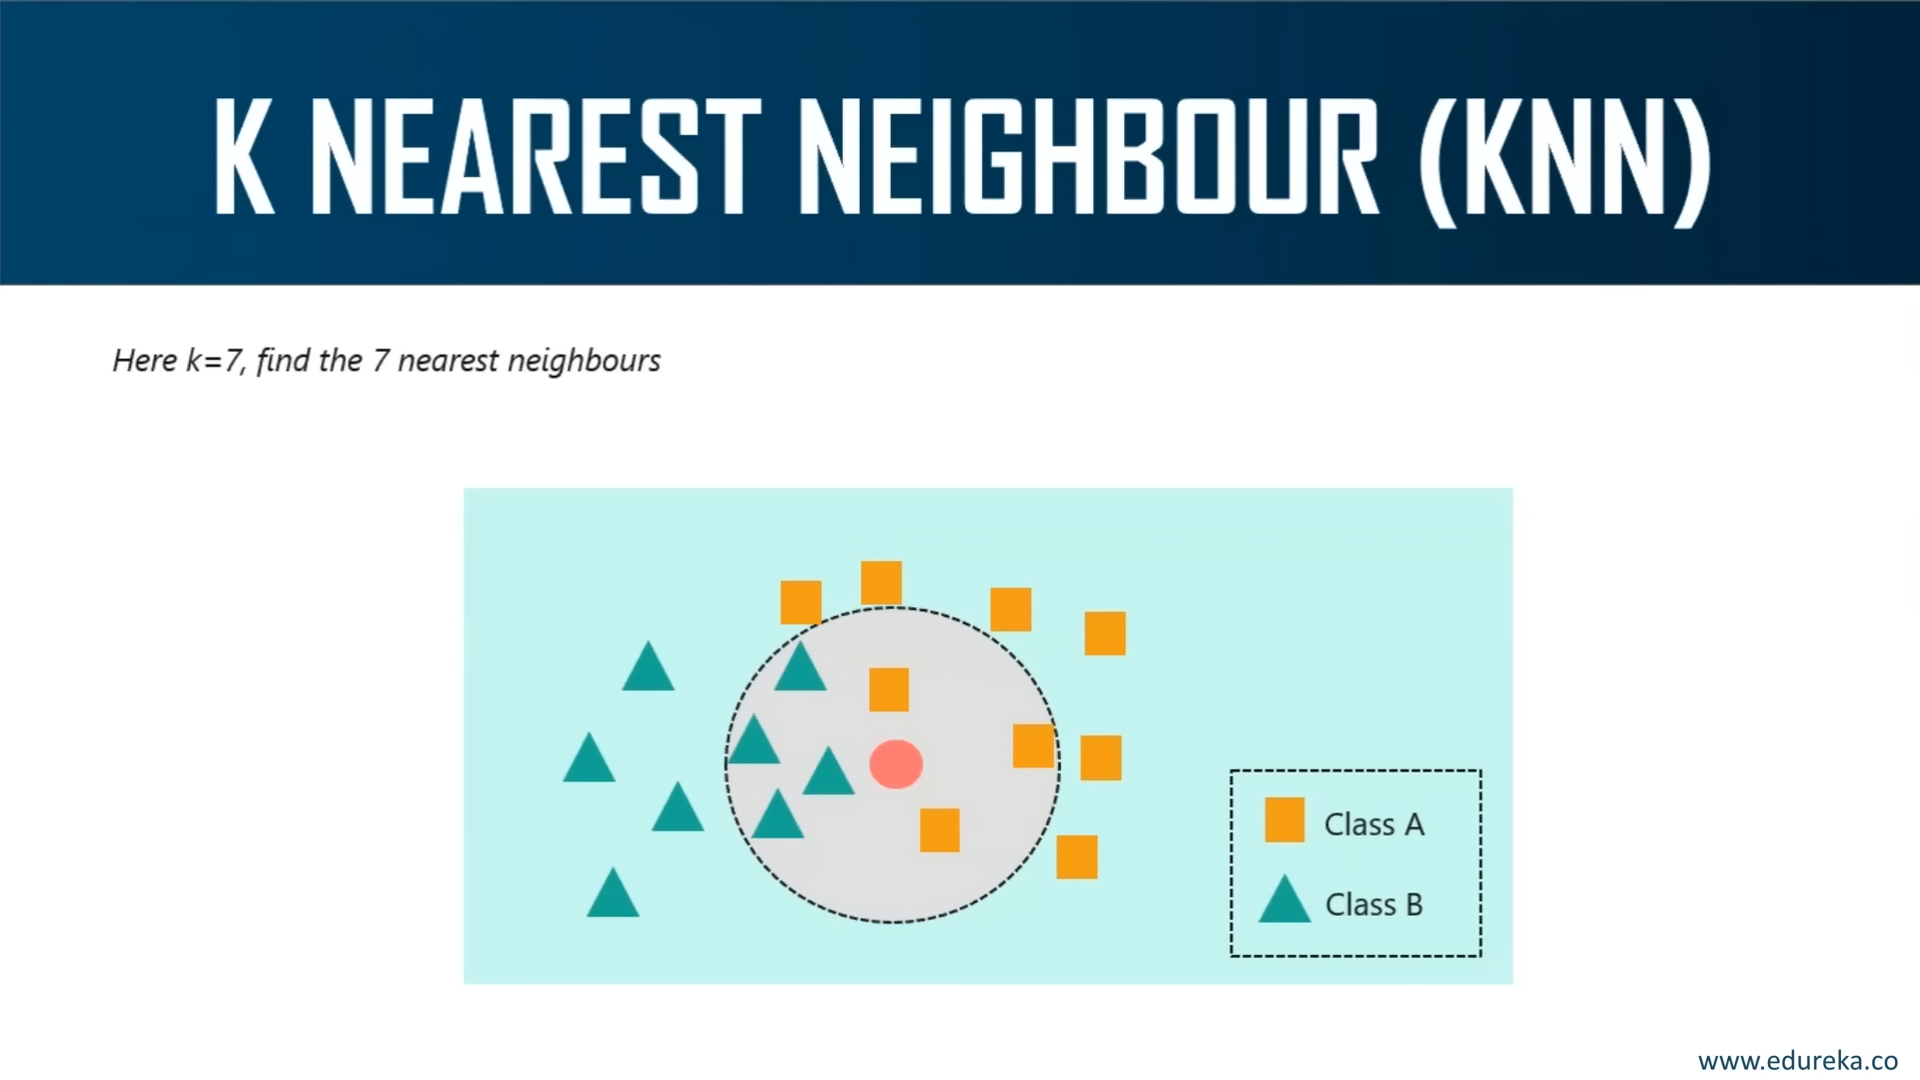 K NEAREST NEIGHBOUR (KNN)
Here k=7, find the 7 nearest neighbours
Class A
Class B
www.edureka.co